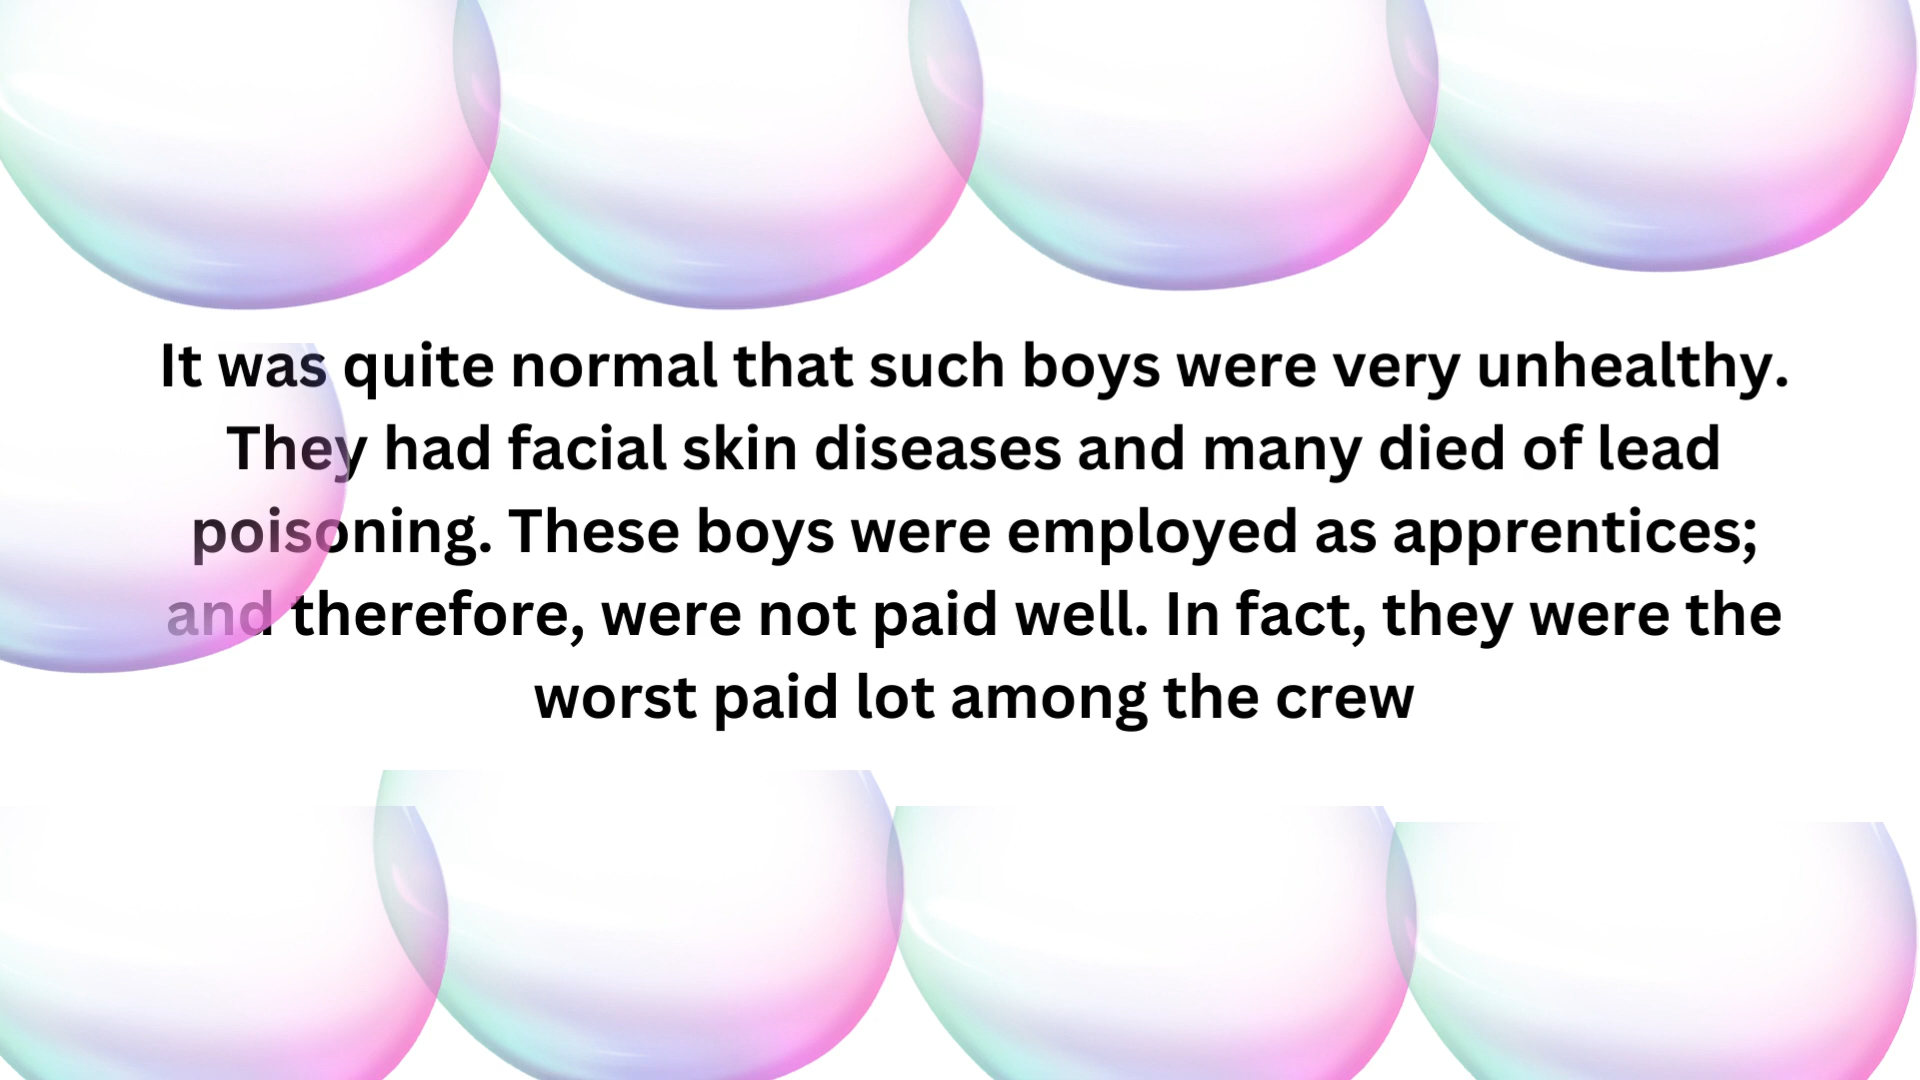 It was quite normal that such boys were very unhealthy.
They had facial skin diseases and many died of lead
poisoning. These boys were employed as apprentices;
and therefore, were not paid well. In fact, they were the
worst paid lot among the crew